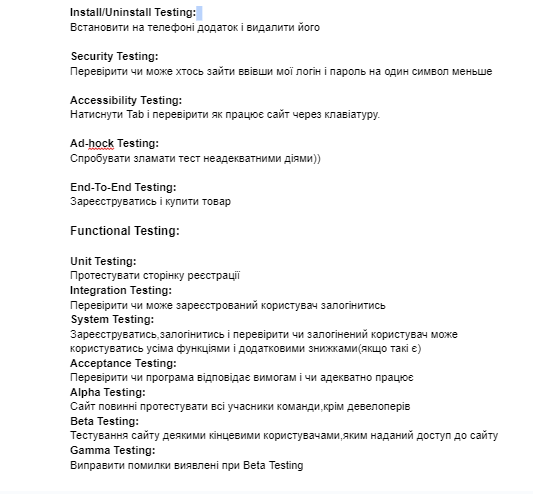 Install/Uninstall Testing:
Встановити на телефоні додаток і видалити його
Security Testing:
Перевірити чи може хтось зайти ввівши мої логін і пароль на один символ меньше
Accessibility Testing:
Натиснути Tab і перевірити як працює сайт через клавіатуру.
Ad-hock Testing:
Спробувати зламати тест неадекватними діями))
End-To-End Testing:
Зареєструватись і купити товар
Functional Testing:
Unit Testing:
Протестувати сторінку реєстрації
Integration Testing:
Перевірити чи може зареєстрований користувач залогінитись
System Testing:
Зареєструватись,залогінитись і перевірити чи залогінений користувач може
користуватись усіма функціями і додатковими знижками(якщо такі є)
Acceptance Testing:
Перевірити чи програма відповідає вимогам і чи адекватно працює
Alpha Testing:
Сайт повинні протестувати всі учасники команди,крім девелоперів
Beta Testing:
Тестування сайту деякими кінцевими користувачами,яким наданий доступ до сайту
Gamma Testing:
Виправити помилки виявлені при Beta Testing